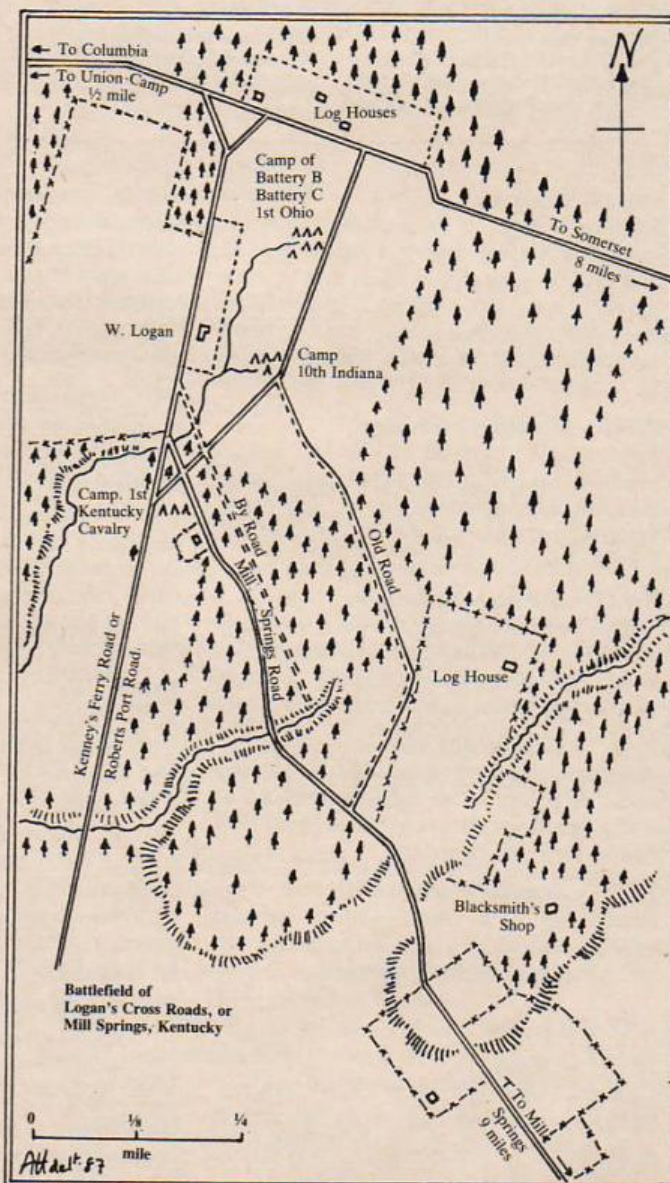 To Columbia
To Union Camp
½ mile
N
Log Houses
Camp of
Battery B
Battery C
1st Ohio
To Somerset
8 miles
W. Logan
Camp
10th Indiana
Camp. 1st
Kentucky
Cavalry
By Road
Mill Springs Road
Old Road
Kenney's Ferry Road or
Roberts Port Road.
Log House
Blacksmith's
Shop
Battlefield of
Logan's Cross Roads, or
Mill Springs, Kentucky
To Mill
Springs
9 miles
0 ⅛ ¼
mile